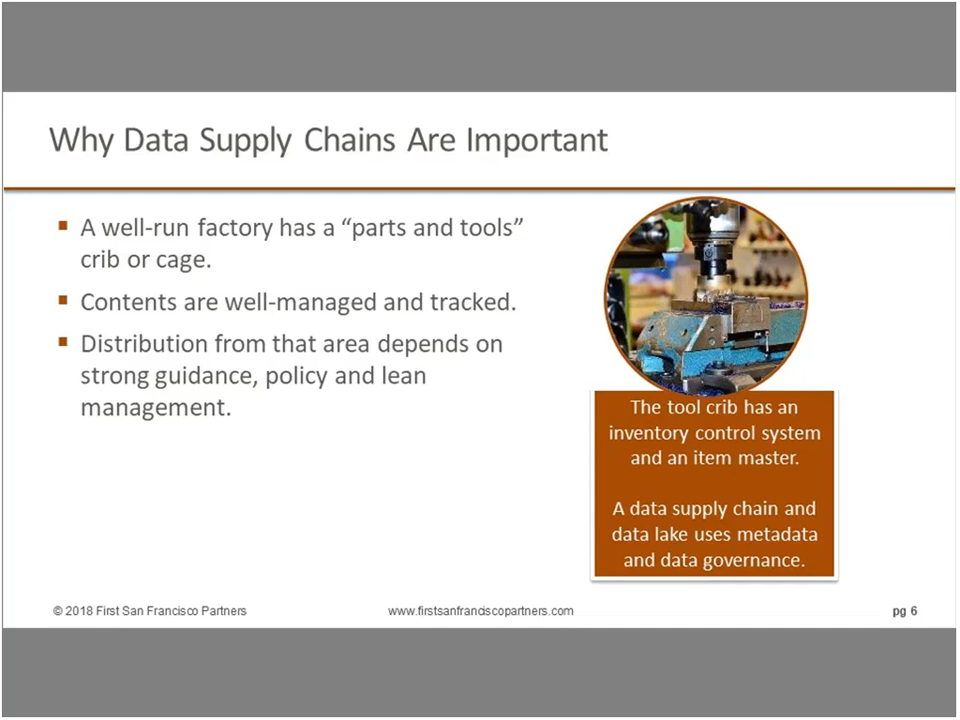 Why Data Supply Chains Are Important
A well-run factory has a “parts and tools”
crib or cage.
Contents are well-managed and tracked.
Distribution from that area depends on
strong guidance, policy and lean
management.
The tool crib has an
inventory control system
and an item master.
A data supply chain and
data lake uses metadata
and data governance.
© 2018 First San Francisco Partners
www.firstsanfranciscopartners.com
pg 6